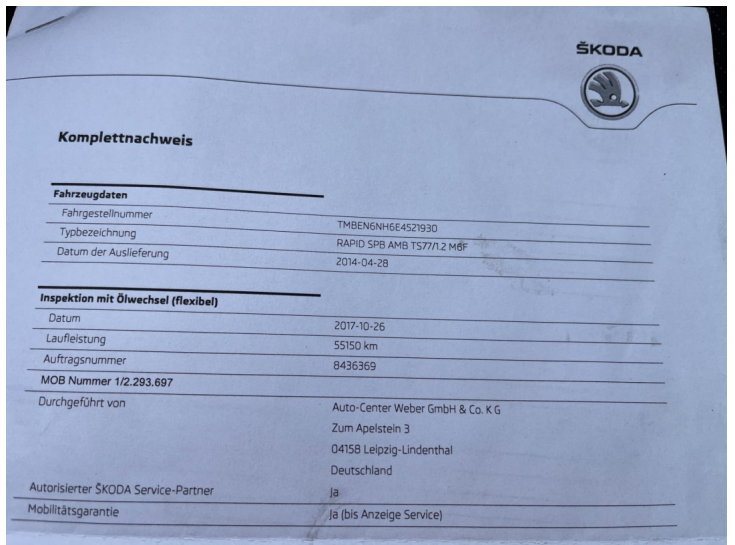 ŠKODA
Komplettnachweis
Fahrzeugdaten
Fahrgestellnummer TMBEN6NH6E4521930
Typbezeichnung RAPID SPB AMB TS77/1.2 M6F
Datum der Auslieferung 2014-04-28
Inspektion mit Ölwechsel (flexibel)
Datum 2017-10-26
Laufleistung 55150 km
Auftragsnummer 8436369
MOB Nummer 1/2.293.697
Durchgeführt von Auto-Center Weber GmbH & Co. K G
Zum Apelstein 3
04158 Leipzig-Lindenthal
Deutschland
Autorisierter ŠKODA Service-Partner Ja
Mobilitätsgarantie Ja (bis Anzeige Service)